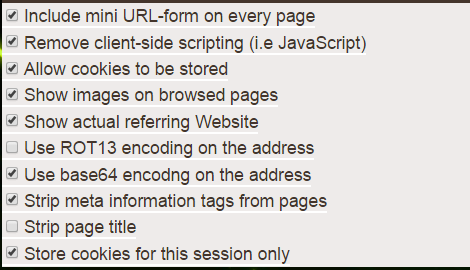 Include mini URL-form on every page
Remove client-side scripting (i.e JavaScript)
Allow cookies to be stored
Show images on browsed pages
Show actual referring Website
Use ROT13 encoding on the address
Use base64 encodng on the address
Strip meta information tags from pages
Strip page title
Store cookies for this session only